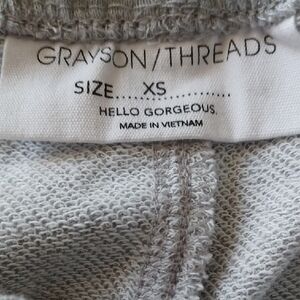 GRAYSON/THREADS
SIZE......XS............
HELLO GORGEOUS.
MADE IN VIETNAM